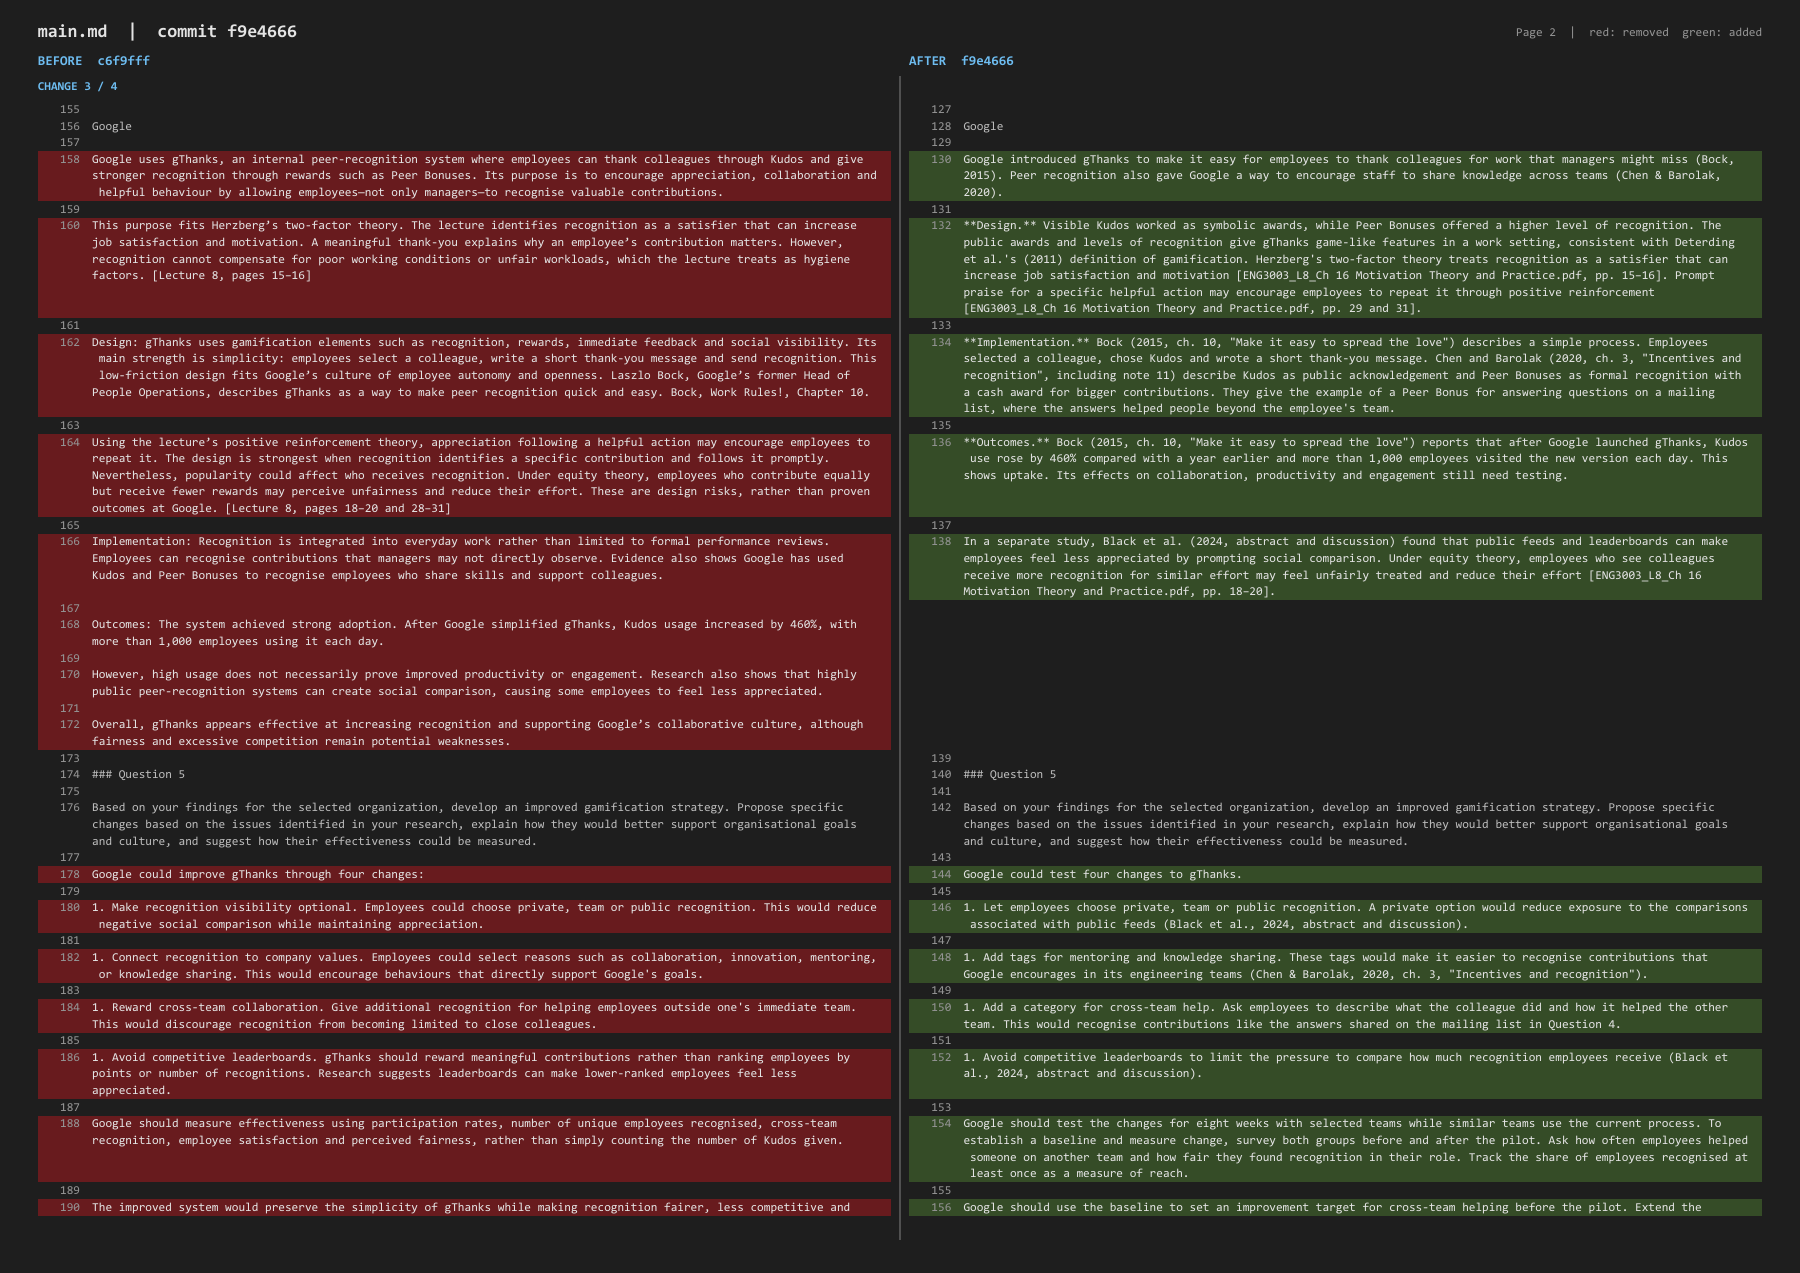 main.md  |  commit f9e4666
Page 2  |  red: removed  green: added
BEFORE  c6f9fff
AFTER  f9e4666
CHANGE 3 / 4
155
156 Google
157
158 Google uses gThanks, an internal peer-recognition system where employees can thank colleagues through Kudos and give
stronger recognition through rewards such as Peer Bonuses. Its purpose is to encourage appreciation, collaboration and
helpful behaviour by allowing employees—not only managers—to recognise valuable contributions.
159
160 This purpose fits Herzberg’s two-factor theory. The lecture identifies recognition as a satisfier that can increase
job satisfaction and motivation. A meaningful thank-you explains why an employee’s contribution matters. However,
recognition cannot compensate for poor working conditions or unfair workloads, which the lecture treats as hygiene
factors. [Lecture 8, pages 15–16]
161
162 Design: gThanks uses gamification elements such as recognition, rewards, immediate feedback and social visibility. Its
main strength is simplicity: employees select a colleague, write a short thank-you message and send recognition. This
low-friction design fits Google’s culture of employee autonomy and openness. Laszlo Bock, Google’s former Head of
People Operations, describes gThanks as a way to make peer recognition quick and easy. Bock, Work Rules!, Chapter 10.
163
164 Using the lecture’s positive reinforcement theory, appreciation following a helpful action may encourage employees to
repeat it. The design is strongest when recognition identifies a specific contribution and follows it promptly.
Nevertheless, popularity could affect who receives recognition. Under equity theory, employees who contribute equally
but receive fewer rewards may perceive unfairness and reduce their effort. These are design risks, rather than proven
outcomes at Google. [Lecture 8, pages 18–20 and 28–31]
165
166 Implementation: Recognition is integrated into everyday work rather than limited to formal performance reviews.
Employees can recognise contributions that managers may not directly observe. Evidence also shows Google has used
Kudos and Peer Bonuses to recognise employees who share skills and support colleagues.
167
168 Outcomes: The system achieved strong adoption. After Google simplified gThanks, Kudos usage increased by 460%, with
more than 1,000 employees using it each day.
169
170 However, high usage does not necessarily prove improved productivity or engagement. Research also shows that highly
public peer-recognition systems can create social comparison, causing some employees to feel less appreciated.
171
172 Overall, gThanks appears effective at increasing recognition and supporting Google’s collaborative culture, although
fairness and excessive competition remain potential weaknesses.
173
174 ### Question 5
175
176 Based on your findings for the selected organization, develop an improved gamification strategy. Propose specific
changes based on the issues identified in your research, explain how they would better support organisational goals
and culture, and suggest how their effectiveness could be measured.
177
178 Google could improve gThanks through four changes:
179
180 1. Make recognition visibility optional. Employees could choose private, team or public recognition. This would reduce
negative social comparison while maintaining appreciation.
181
182 1. Connect recognition to company values. Employees could select reasons such as collaboration, innovation, mentoring,
or knowledge sharing. This would encourage behaviours that directly support Google's goals.
183
184 1. Reward cross-team collaboration. Give additional recognition for helping employees outside one's immediate team.
This would discourage recognition from becoming limited to close colleagues.
185
186 1. Avoid competitive leaderboards. gThanks should reward meaningful contributions rather than ranking employees by
points or number of recognitions. Research suggests leaderboards can make lower-ranked employees feel less
appreciated.
187
188 Google should measure effectiveness using participation rates, number of unique employees recognised, cross-team
recognition, employee satisfaction and perceived fairness, rather than simply counting the number of Kudos given.
189
190 The improved system would preserve the simplicity of gThanks while making recognition fairer, less competitive and
127
128 Google
129
130 Google introduced gThanks to make it easy for employees to thank colleagues for work that managers might miss (Bock,
2015). Peer recognition also gave Google a way to encourage staff to share knowledge across teams (Chen & Barolak,
2020).
131
132 **Design.** Visible Kudos worked as symbolic awards, while Peer Bonuses offered a higher level of recognition. The
public awards and levels of recognition give gThanks game-like features in a work setting, consistent with Deterding
et al.'s (2011) definition of gamification. Herzberg's two-factor theory treats recognition as a satisfier that can
increase job satisfaction and motivation [ENG3003_L8_Ch 16 Motivation Theory and Practice.pdf, pp. 15–16]. Prompt
praise for a specific helpful action may encourage employees to repeat it through positive reinforcement
[ENG3003_L8_Ch 16 Motivation Theory and Practice.pdf, pp. 29 and 31].
133
134 **Implementation.** Bock (2015, ch. 10, "Make it easy to spread the love") describes a simple process. Employees
selected a colleague, chose Kudos and wrote a short thank-you message. Chen and Barolak (2020, ch. 3, "Incentives and
recognition", including note 11) describe Kudos as public acknowledgement and Peer Bonuses as formal recognition with
a cash award for bigger contributions. They give the example of a Peer Bonus for answering questions on a mailing
list, where the answers helped people beyond the employee's team.
135
136 **Outcomes.** Bock (2015, ch. 10, "Make it easy to spread the love") reports that after Google launched gThanks, Kudos
use rose by 460% compared with a year earlier and more than 1,000 employees visited the new version each day. This
shows uptake. Its effects on collaboration, productivity and engagement still need testing.
137
138 In a separate study, Black et al. (2024, abstract and discussion) found that public feeds and leaderboards can make
employees feel less appreciated by prompting social comparison. Under equity theory, employees who see colleagues
receive more recognition for similar effort may feel unfairly treated and reduce their effort [ENG3003_L8_Ch 16
Motivation Theory and Practice.pdf, pp. 18–20].
139
140 ### Question 5
141
142 Based on your findings for the selected organization, develop an improved gamification strategy. Propose specific
changes based on the issues identified in your research, explain how they would better support organisational goals
and culture, and suggest how their effectiveness could be measured.
143
144 Google could test four changes to gThanks.
145
146 1. Let employees choose private, team or public recognition. A private option would reduce exposure to the comparisons
associated with public feeds (Black et al., 2024, abstract and discussion).
147
148 1. Add tags for mentoring and knowledge sharing. These tags would make it easier to recognise contributions that
Google encourages in its engineering teams (Chen & Barolak, 2020, ch. 3, "Incentives and recognition").
149
150 1. Add a category for cross-team help. Ask employees to describe what the colleague did and how it helped the other
team. This would recognise contributions like the answers shared on the mailing list in Question 4.
151
152 1. Avoid competitive leaderboards to limit the pressure to compare how much recognition employees receive (Black et
al., 2024, abstract and discussion).
153
154 Google should test the changes for eight weeks with selected teams while similar teams use the current process. To
establish a baseline and measure change, survey both groups before and after the pilot. Ask how often employees helped
someone on another team and how fair they found recognition in their role. Track the share of employees recognised at
least once as a measure of reach.
155
156 Google should use the baseline to set an improvement target for cross-team helping before the pilot. Extend the